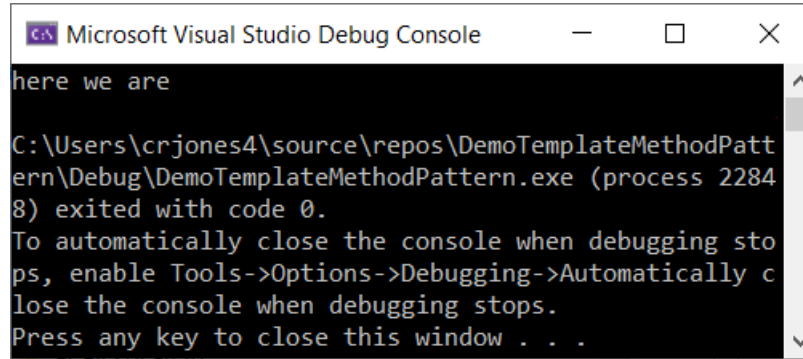 Microsoft Visual Studio Debug Console
here we are
C:\Users\crjones4\source\repos\DemoTemplateMethodPatt
ern\Debug\DemoTemplateMethodPattern.exe (process 2284
8) exited with code 0.
To automatically close the console when debugging sto
ps, enable Tools->Options->Debugging->Automatically c
lose the console when debugging stops.
Press any key to close this window . . .